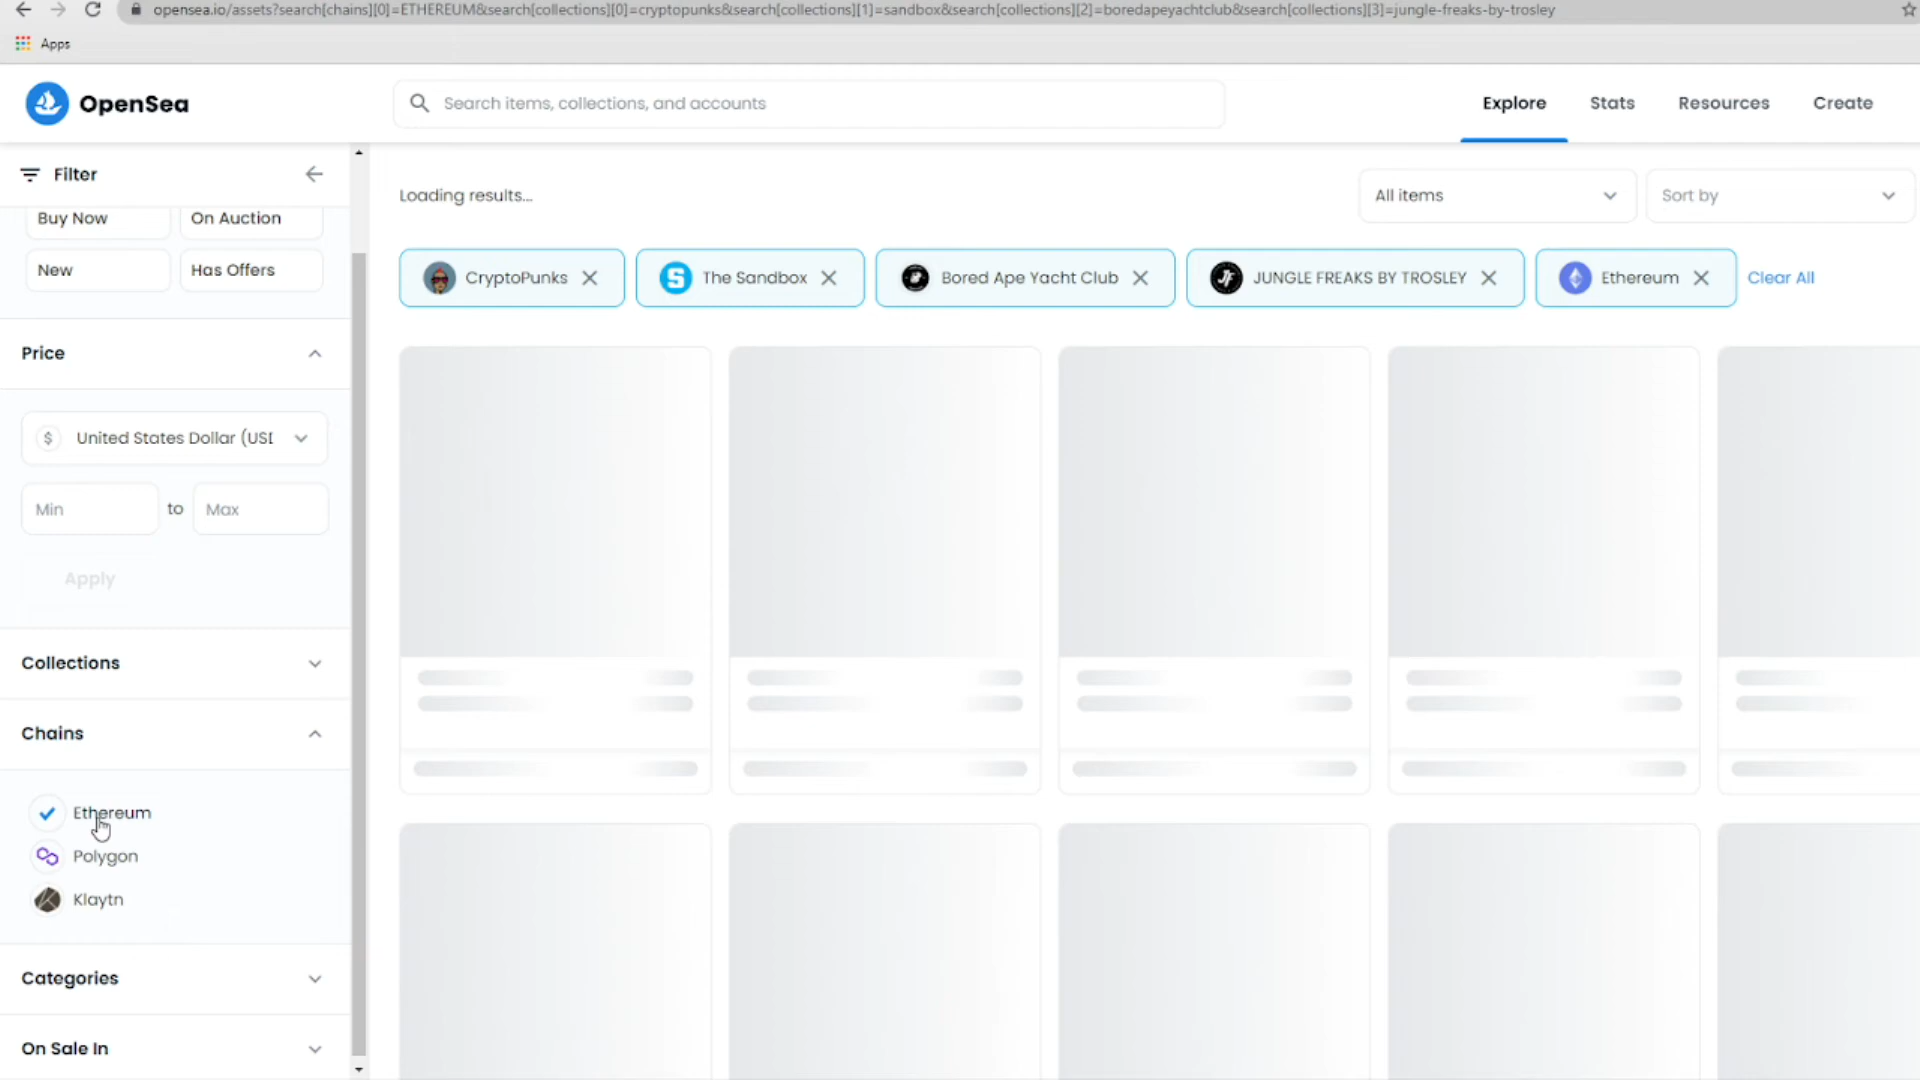 opensea.io/assets?search[chains][0]=ETHEREUM&search[collections][0]=cryptopunks&search[collections][1]=sandbox&search[collections][2]=boredapeyachtclub&search[collections][3]=jungle-freaks-by-trosley
Apps
OpenSea
Search items, collections, and accounts
Explore
Stats
Resources
Create
Filter
Buy Now
On Auction
New
Has Offers
Price
$ United States Dollar (USD
Min to Max
Apply
Collections
Chains
Ethereum
Polygon
Klaytn
Categories
On Sale In
Loading results...
All items
Sort by
CryptoPunks
The Sandbox
Bored Ape Yacht Club
JUNGLE FREAKS BY TROSLEY
Ethereum
Clear All